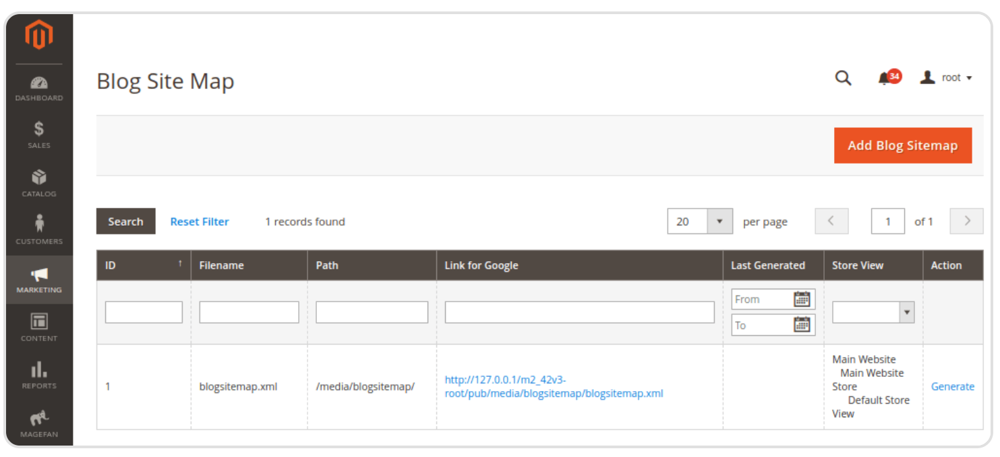 Blog Site Map
34
root
DASHBOARD
SALES
CATALOG
CUSTOMERS
MARKETING
CONTENT
REPORTS
MAGEFAN
Add Blog Sitemap
Search Reset Filter 1 records found 20 per page 1 of 1
ID ↑ Filename Path Link for Google Last Generated Store View Action
From
To
1 blogsitemap.xml /media/blogsitemap/ http://127.0.0.1/m2_42v3-
root/pub/media/blogsitemap/blogsitemap.xml
Main Website
Main Website
Store
Default Store
View
Generate